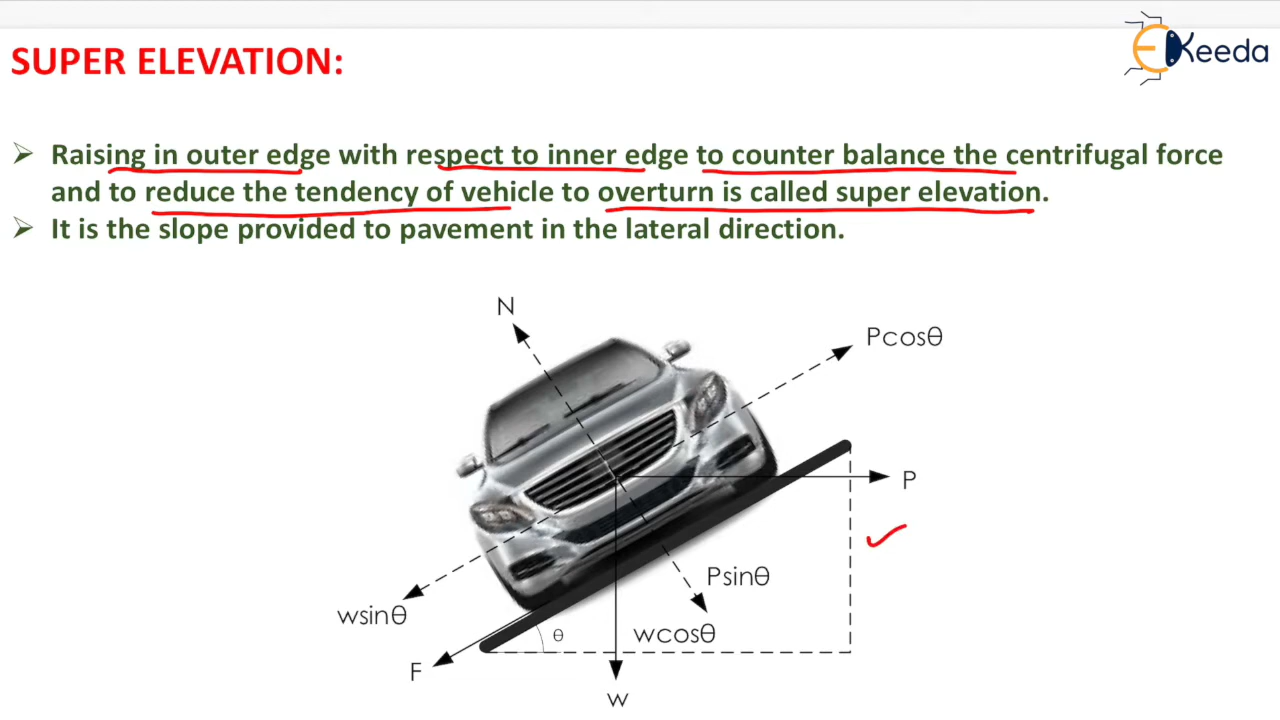 EKeeda
SUPER ELEVATION:
Raising in outer edge with respect to inner edge to counter balance the centrifugal force
and to reduce the tendency of vehicle to overturn is called super elevation.
It is the slope provided to pavement in the lateral direction.
N
Pcosθ
P
Psinθ
wsinθ
θ
wcosθ
F
w